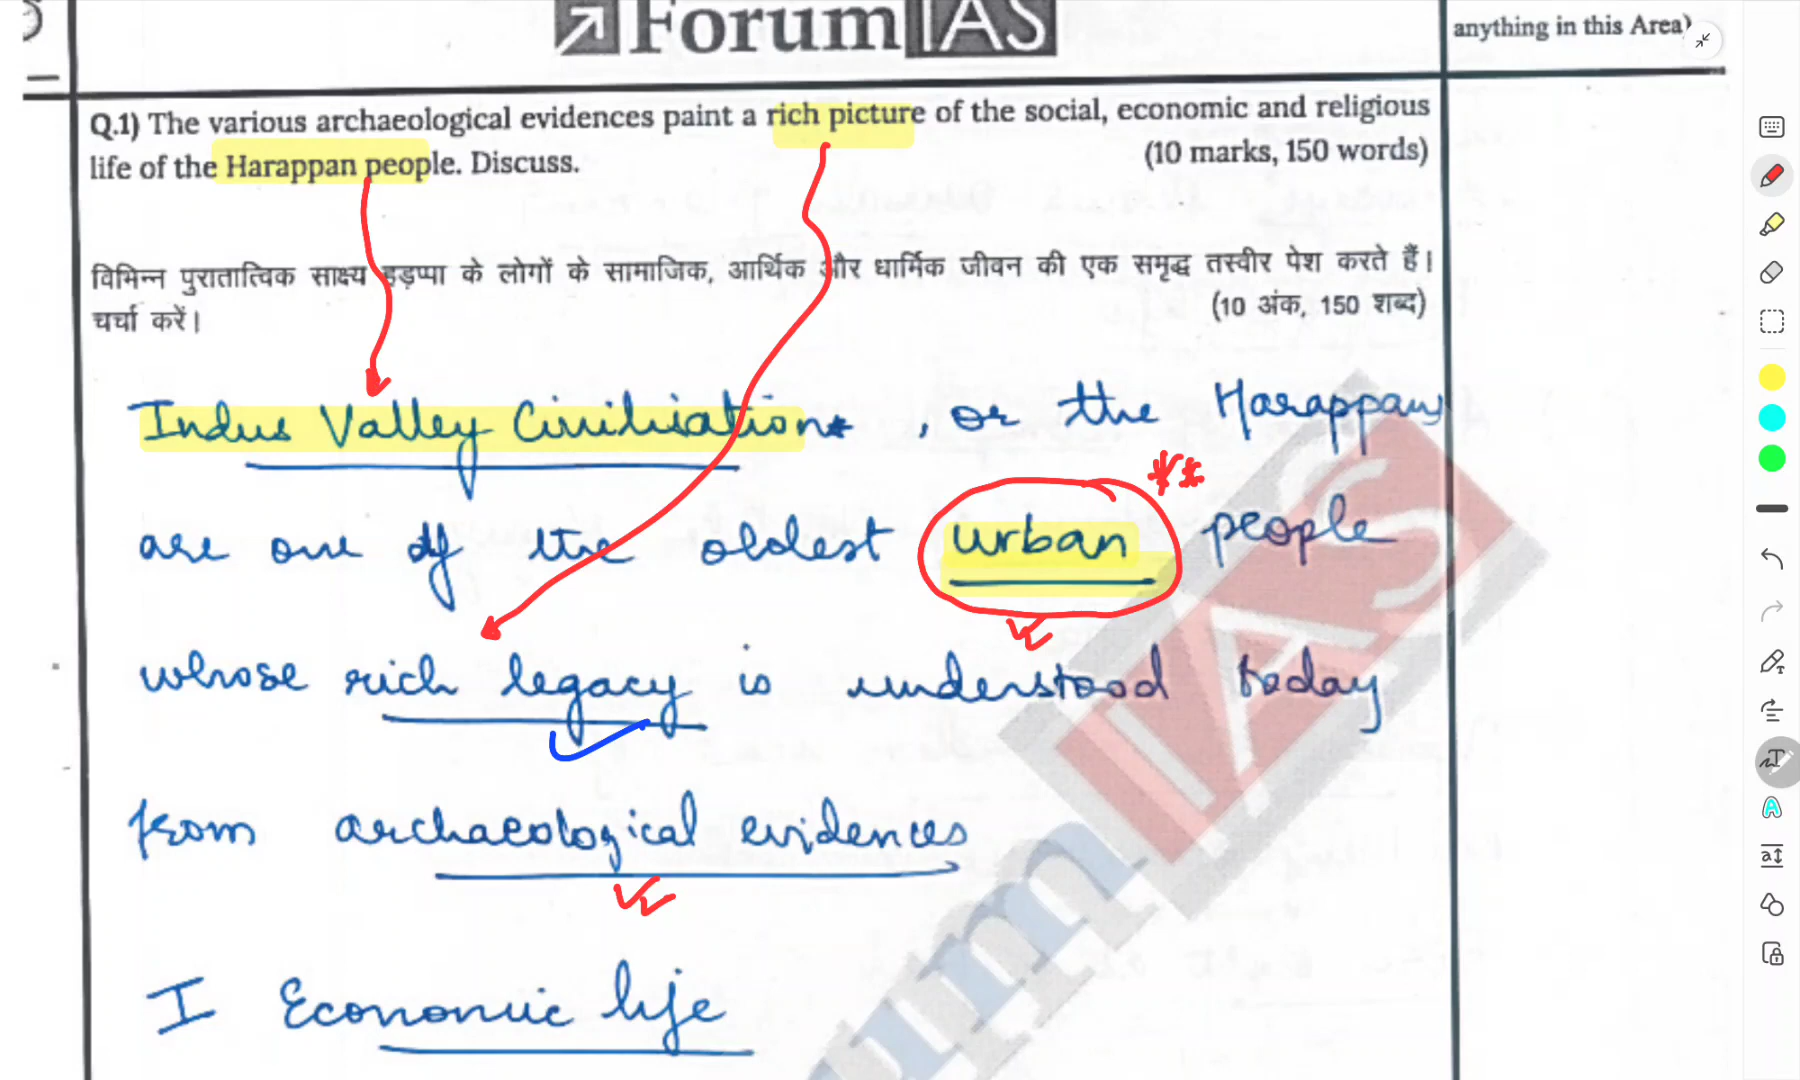 Forum IAS
anything in this Area)
Q.1) The various archaeological evidences paint a rich picture of the social, economic and religious
life of the Harappan people. Discuss.
(10 marks, 150 words)
विभिन्न पुरातात्विक साक्ष्य हड़प्पा के लोगों के सामाजिक, आर्थिक और धार्मिक जीवन की एक समृद्ध तस्वीर पेश करते हैं।
चर्चा करें।
(10 अंक, 150 शब्द)
Indus Valley Civilisation, or the Harappans
are one of the oldest urban people
whose rich legacy is understood today
from archaeological evidences
I Economic life
IAS
um